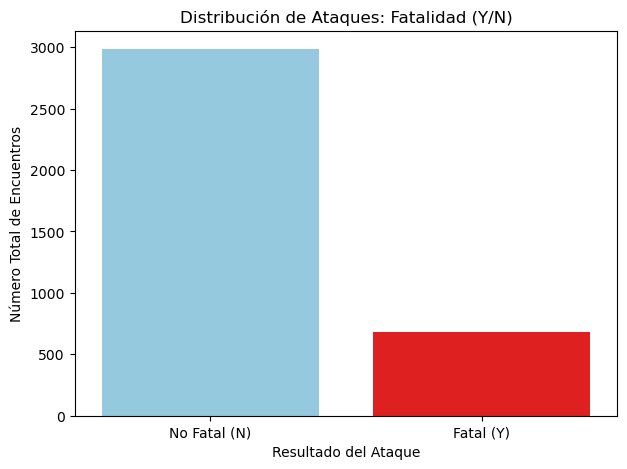 Distribución de Ataques: Fatalidad (Y/N)
Número Total de Encuentros
3000
2500
2000
1500
1000
500
0
No Fatal (N)
Fatal (Y)
Resultado del Ataque